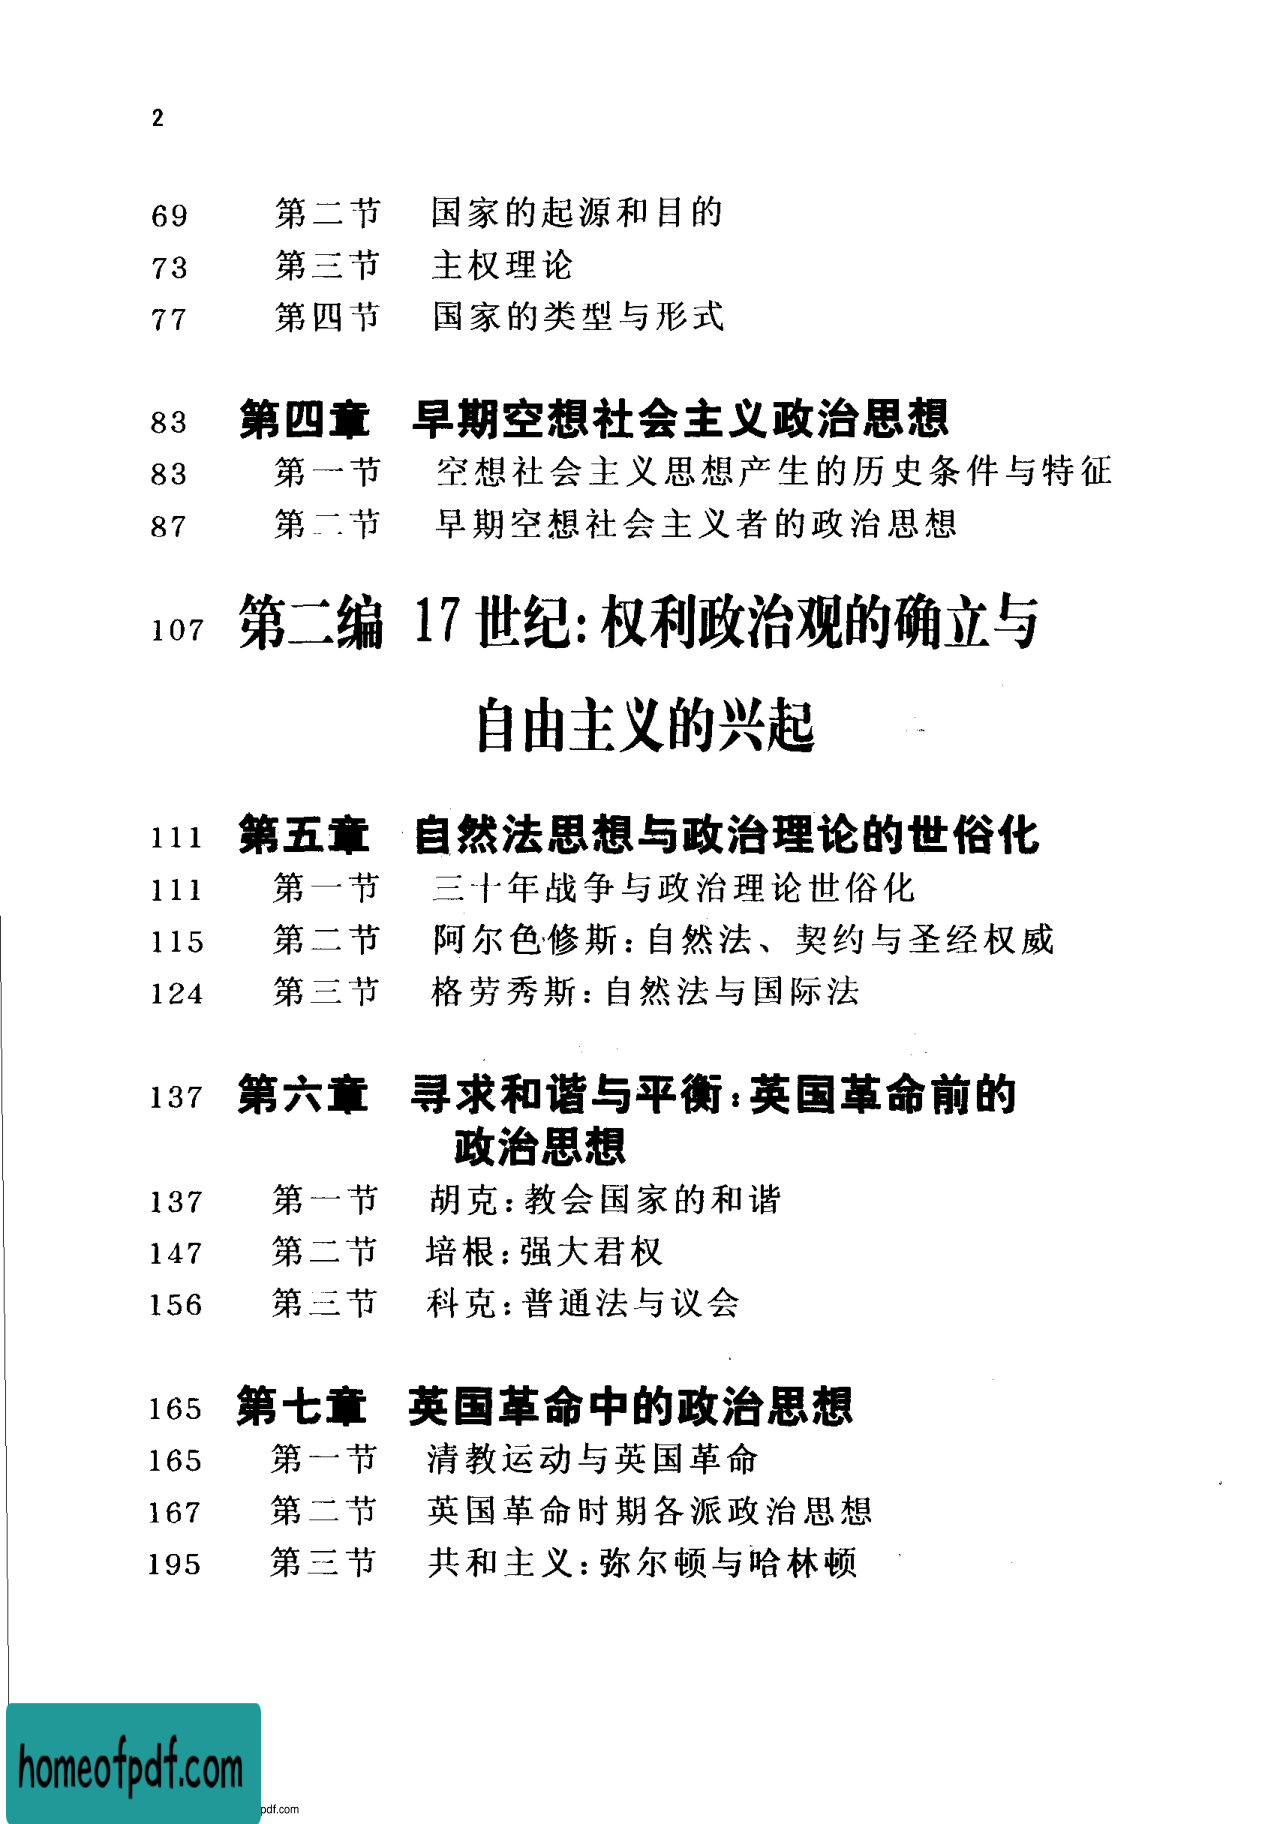 2
69 第二节 国家的起源和目的
73 第三节 主权理论
77 第四节 国家的类型与形式
83 第四章 早期空想社会主义政治思想
83 第一节 空想社会主义思想产生的历史条件与特征
87 第二节 早期空想社会主义者的政治思想
107 第二编 17世纪:权利政治观的确立与
自由主义的兴起
111 第五章 自然法思想与政治理论的世俗化
111 第一节 三十年战争与政治理论世俗化
115 第二节 阿尔色修斯:自然法、契约与圣经权威
124 第三节 格劳秀斯:自然法与国际法
137 第六章 寻求和谐与平衡:英国革命前的
政治思想
137 第一节 胡克:教会国家的和谐
147 第二节 培根:强大君权
156 第三节 科克:普通法与议会
165 第七章 英国革命中的政治思想
165 第一节 清教运动与英国革命
167 第二节 英国革命时期各派政治思想
195 第三节 共和主义:弥尔顿与哈林顿
homeofpdf.com
pdf.com